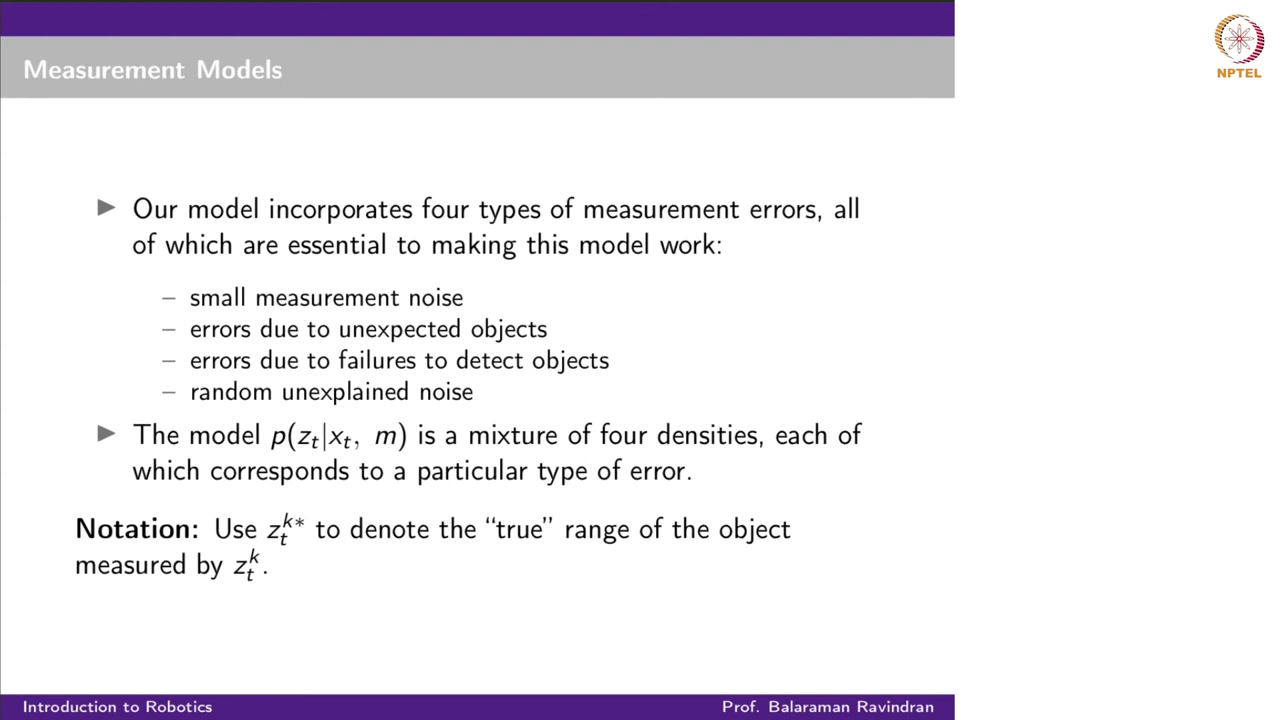 NPTEL
Measurement Models
▶ Our model incorporates four types of measurement errors, all
of which are essential to making this model work:
– small measurement noise
– errors due to unexpected objects
– errors due to failures to detect objects
– random unexplained noise
▶ The model p(z_t|x_t, m) is a mixture of four densities, each of
which corresponds to a particular type of error.
Notation: Use z_t^{k*} to denote the “true” range of the object
measured by z_t^k.
Introduction to Robotics
Prof. Balaraman Ravindran